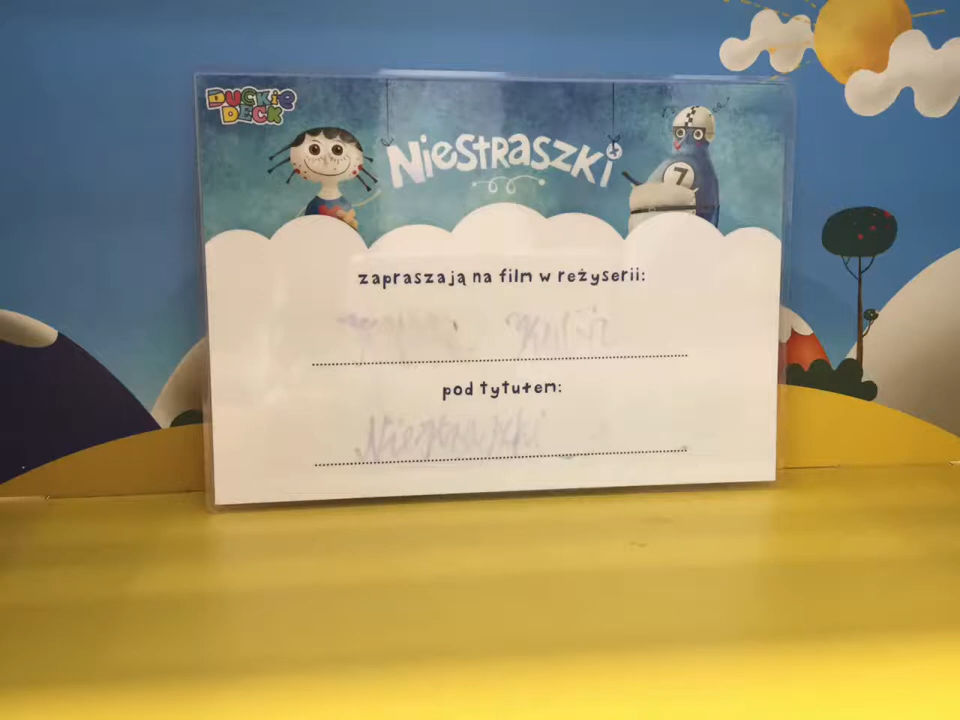 DUCKIE
DECK
NiESTRASZKi
7
zapraszają na film w reżyserii:
pod tytułem: